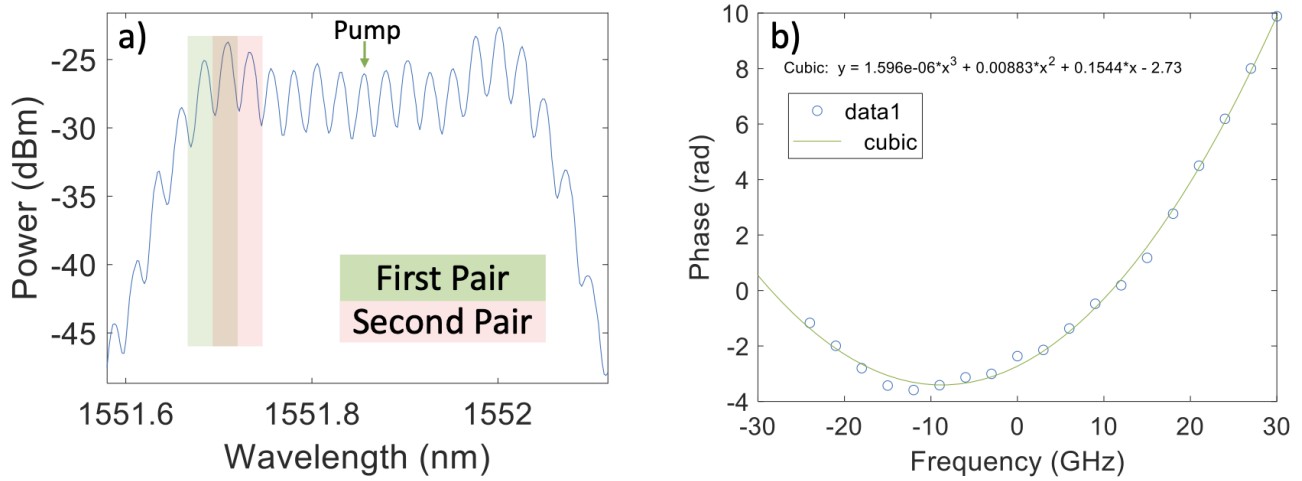 a)
Pump
-25
-30
-35
-40
-45
Power (dBm)
First Pair
Second Pair
1551.6
1551.8
1552
Wavelength (nm)
b)
Cubic: y = 1.596e-06*x^3 + 0.00883*x^2 + 0.1544*x - 2.73
data1
cubic
10
8
6
4
2
0
-2
-4
Phase (rad)
-30
-20
-10
0
10
20
30
Frequency (GHz)